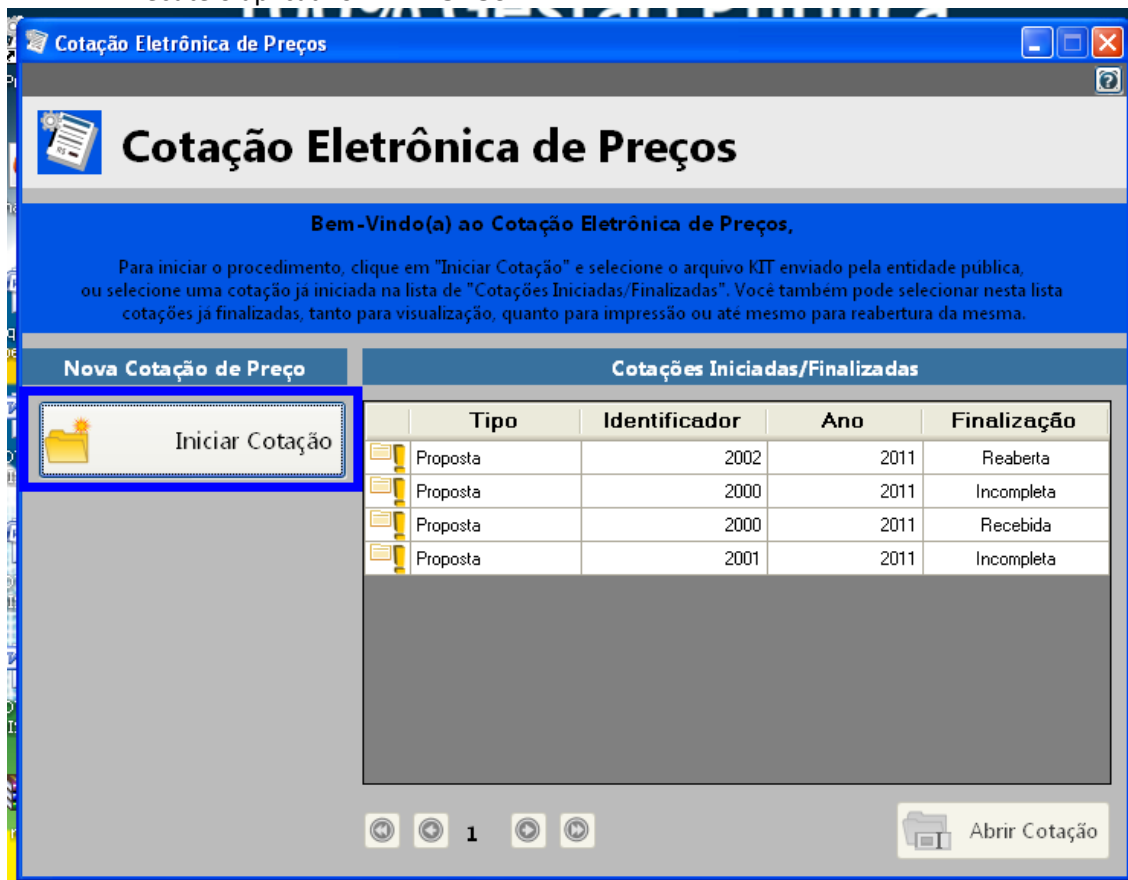 100% Gestão Pública
Cotação Eletrônica de Preços
Cotação Eletrônica de Preços
Bem-Vindo(a) ao Cotação Eletrônica de Preços,
Para iniciar o procedimento, clique em "Iniciar Cotação" e selecione o arquivo KIT enviado pela entidade pública,
ou selecione uma cotação já iniciada na lista de "Cotações Iniciadas/Finalizadas". Você também pode selecionar nesta lista
cotações já finalizadas, tanto para visualização, quanto para impressão ou até mesmo para reabertura da mesma.
Nova Cotação de Preço
Cotações Iniciadas/Finalizadas
Iniciar Cotação
Tipo Identificador Ano Finalização
Proposta 2002 2011 Reaberta
Proposta 2000 2011 Incompleta
Proposta 2000 2011 Recebida
Proposta 2001 2011 Incompleta
1
Abrir Cotação